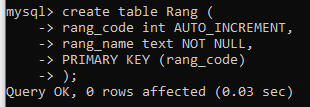 mysql> create table Rang (
    -> rang_code int AUTO_INCREMENT,
    -> rang_name text NOT NULL,
    -> PRIMARY KEY (rang_code)
    -> );
Query OK, 0 rows affected (0.03 sec)